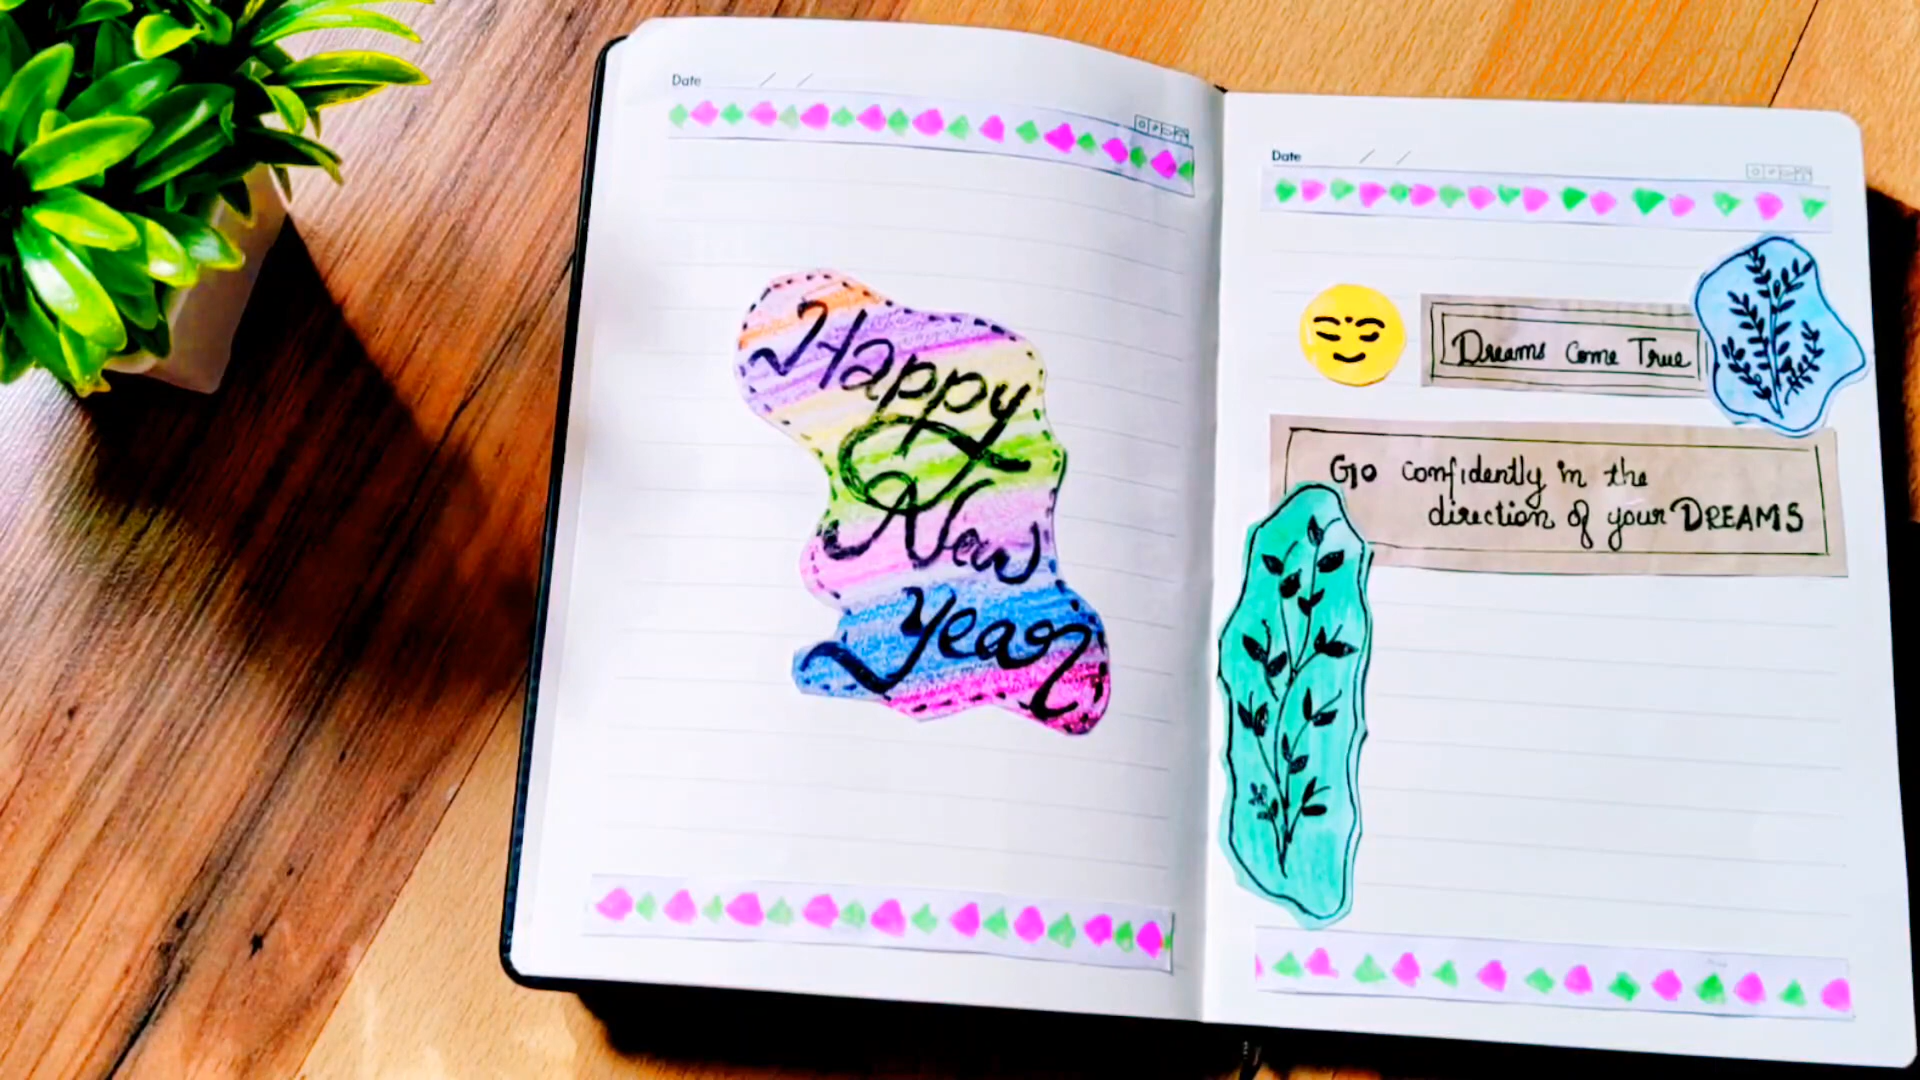 Date / /
Happy
New
Year
Date / /
Dreams Come True
Go confidently in the
direction of your DREAMS